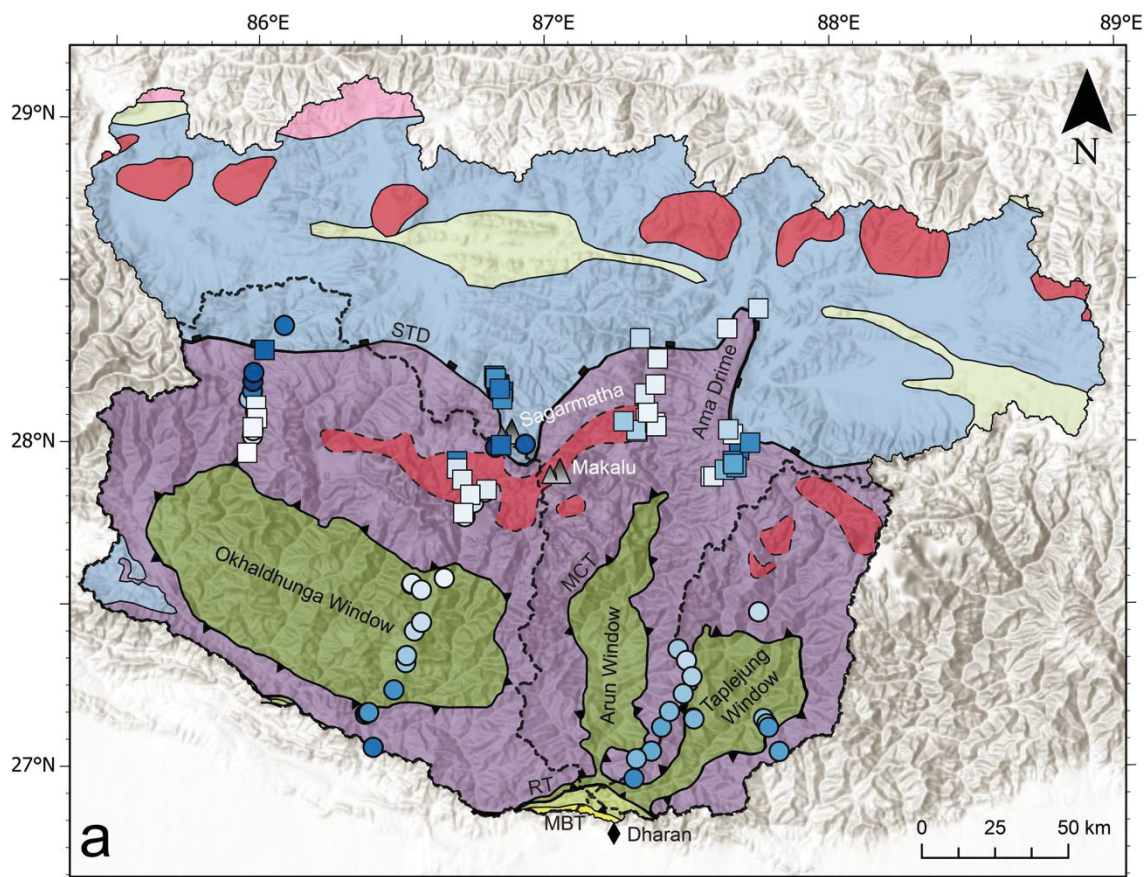 86°E 87°E 88°E 89°E
29°N
N
STD
Sagarmatha
Ama Drime
28°N
Makalu
Okhaldhunga Window
MCT
Arun Window
Taplejung
Window
27°N
RT
MBT
Dharan
0 25 50 km
a